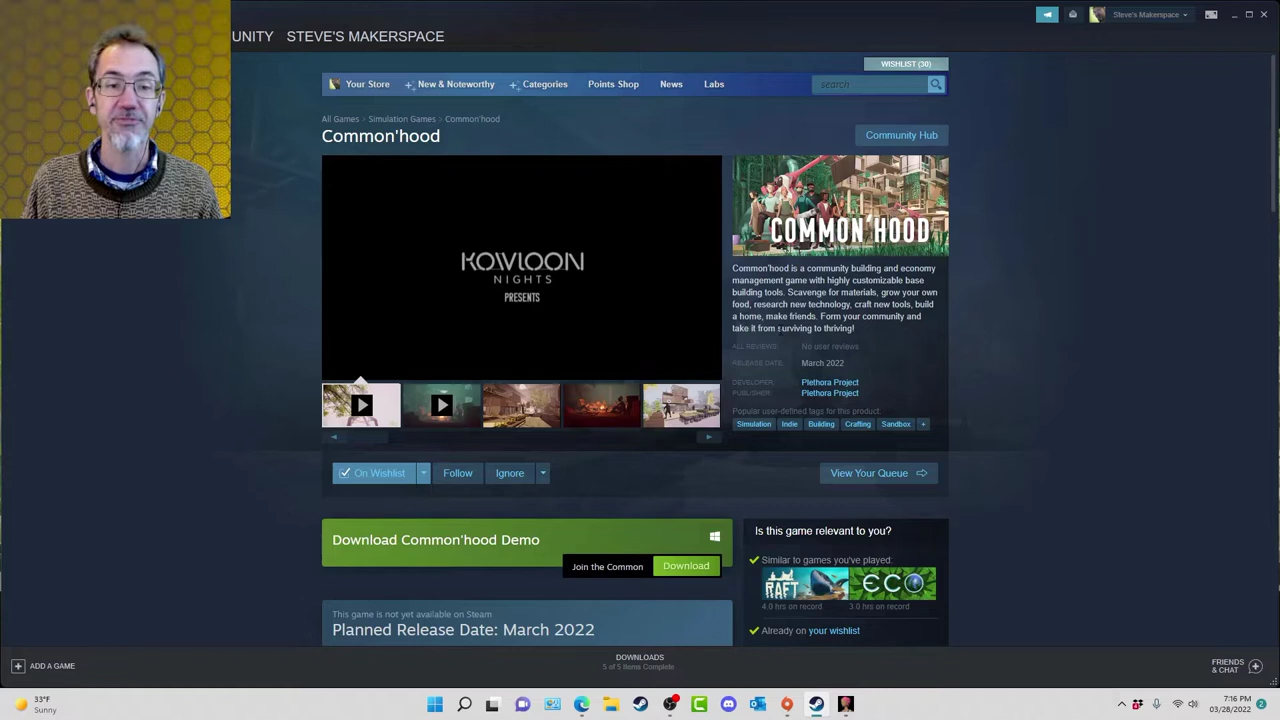 Steve's Makerspace
UNITY STEVE'S MAKERSPACE
WISHLIST (30)
Your Store New & Noteworthy Categories Points Shop News Labs search
All Games > Simulation Games > Common'hood
Common'hood
Community Hub
KOWLOON
NIGHTS
PRESENTS
COMMON'HOOD
Common'hood is a community building and economy
management game with highly customizable base
building tools. Scavenge for materials, grow your own
food, research new technology, craft new tools, build
a home, make friends. Form your community and
take it from surviving to thriving!
ALL REVIEWS: No user reviews
RELEASE DATE: March 2022
DEVELOPER: Plethora Project
PUBLISHER: Plethora Project
Popular user-defined tags for this product:
Simulation Indie Building Crafting Sandbox +
On Wishlist Follow Ignore View Your Queue
Download Common'hood Demo
Join the Common Download
Is this game relevant to you?
Similar to games you've played:
RAFT ECO
4.0 hrs on record 3.0 hrs on record
Already on your wishlist
This game is not yet available on Steam
Planned Release Date: March 2022
ADD A GAME
DOWNLOADS
5 of 5 Items Complete
FRIENDS
& CHAT
33°F
Sunny
7:16 PM
03/28/2022